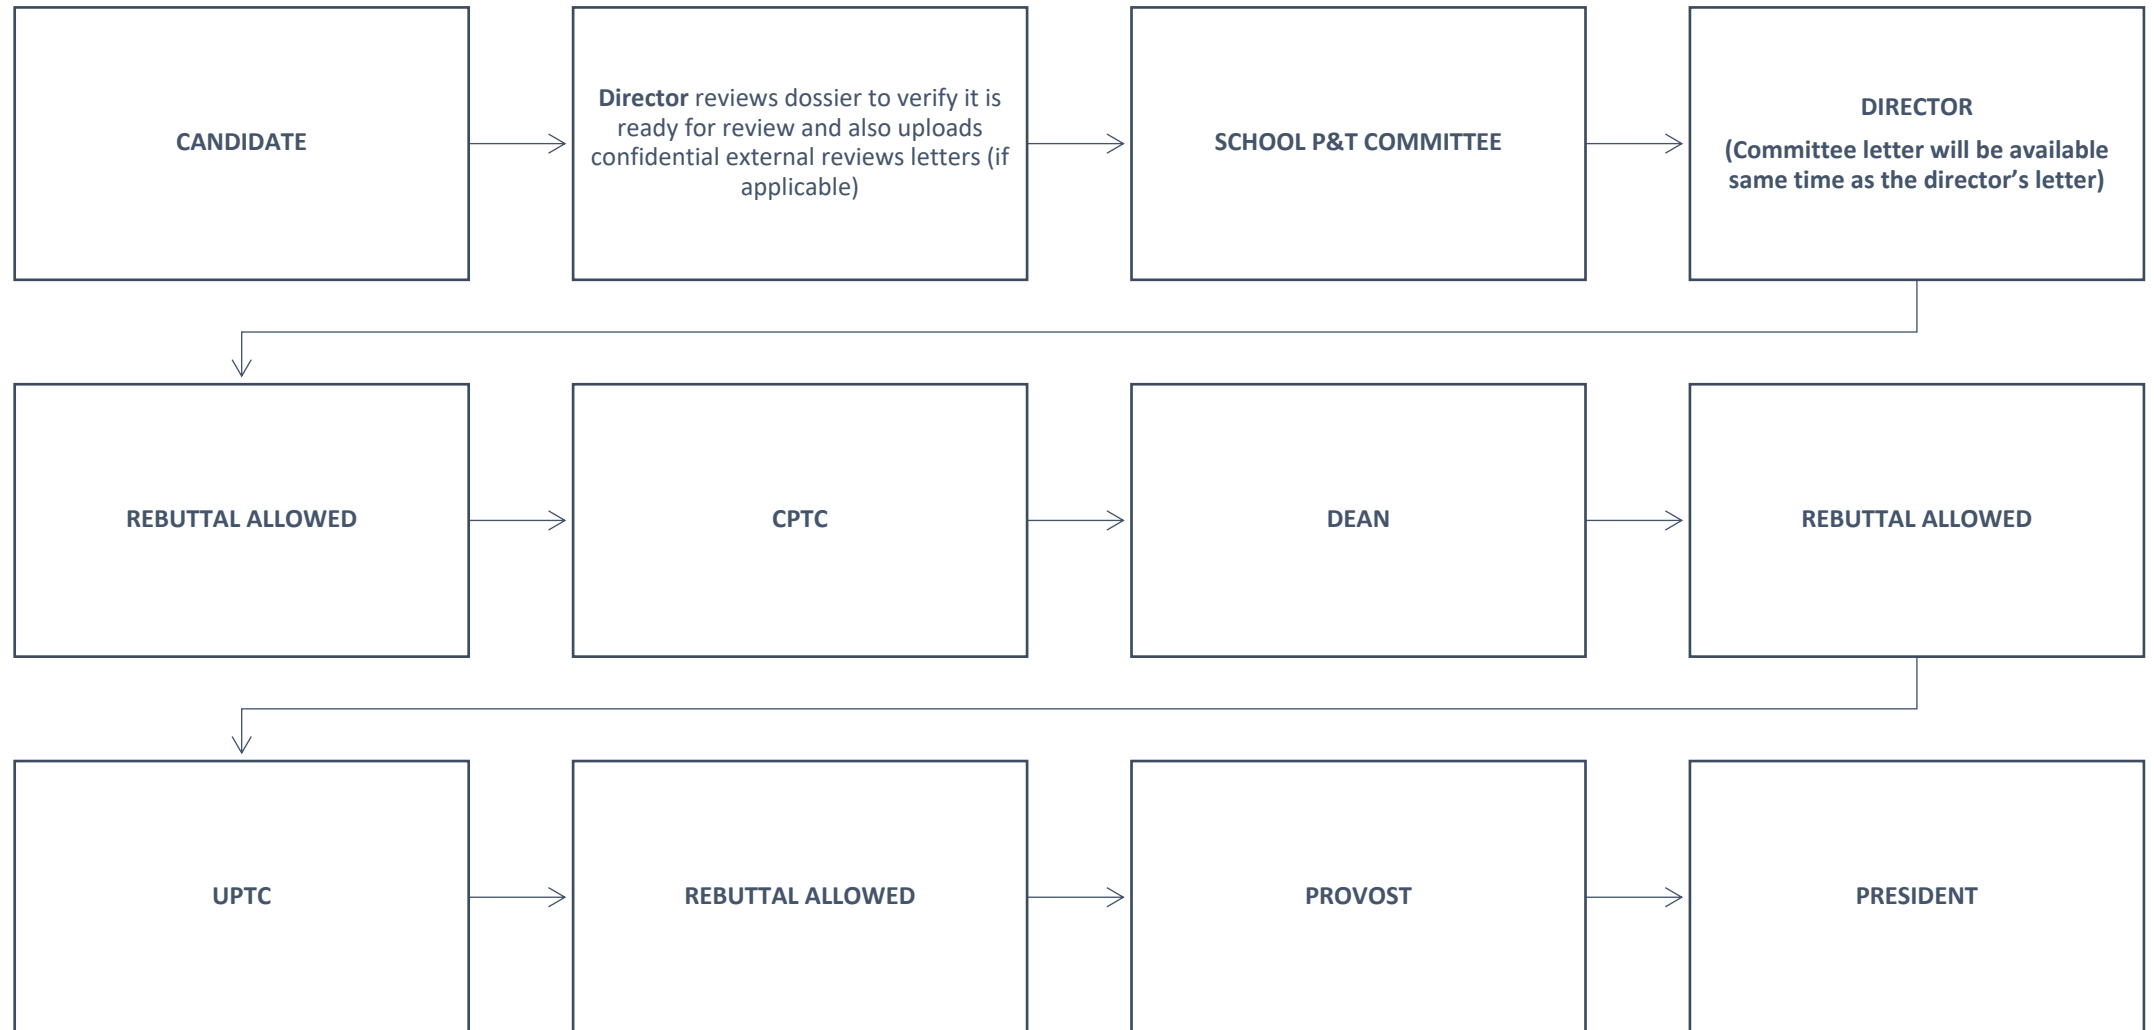 CANDIDATE
Director reviews dossier to verify it is
ready for review and also uploads
confidential external reviews letters (if
applicable)
SCHOOL P&T COMMITTEE
DIRECTOR
(Committee letter will be available
same time as the director’s letter)
REBUTTAL ALLOWED
CPTC
DEAN
REBUTTAL ALLOWED
UPTC
REBUTTAL ALLOWED
PROVOST
PRESIDENT